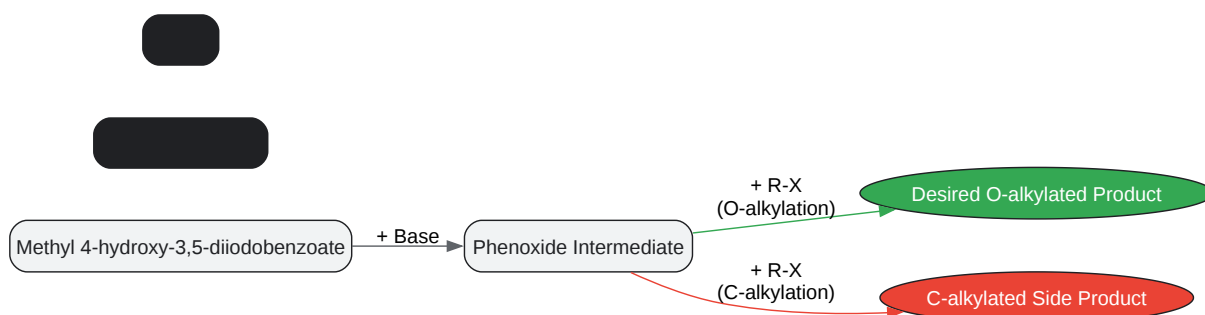 Methyl 4-hydroxy-3,5-diiodobenzoate
+ Base
Phenoxide Intermediate
+ R-X
(O-alkylation)
Desired O-alkylated Product
+ R-X
(C-alkylation)
C-alkylated Side Product